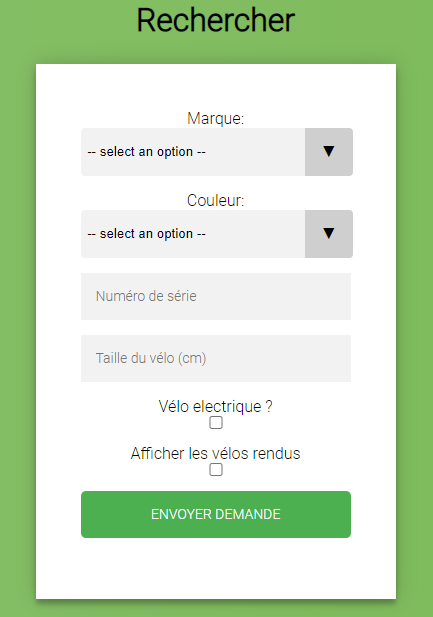 Rechercher
Marque:
-- select an option --
Couleur:
-- select an option --
Numéro de série
Taille du vélo (cm)
Vélo electrique ?
Afficher les vélos rendus
ENVOYER DEMANDE